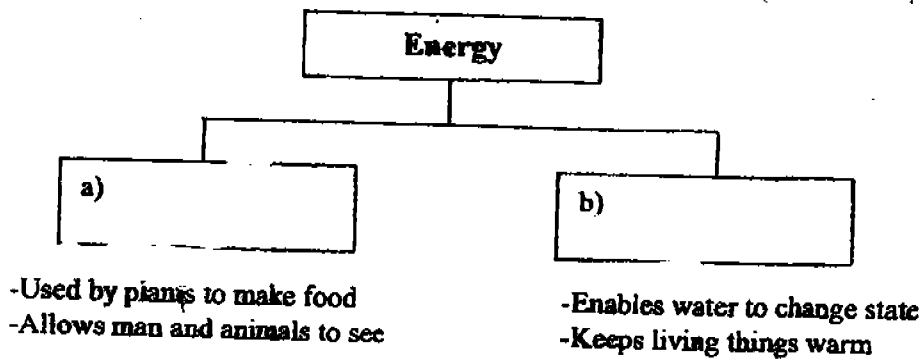 Energy
a)
b)
-Used by plants to make food
-Allows man and animals to see
-Enables water to change state
-Keeps living things warm